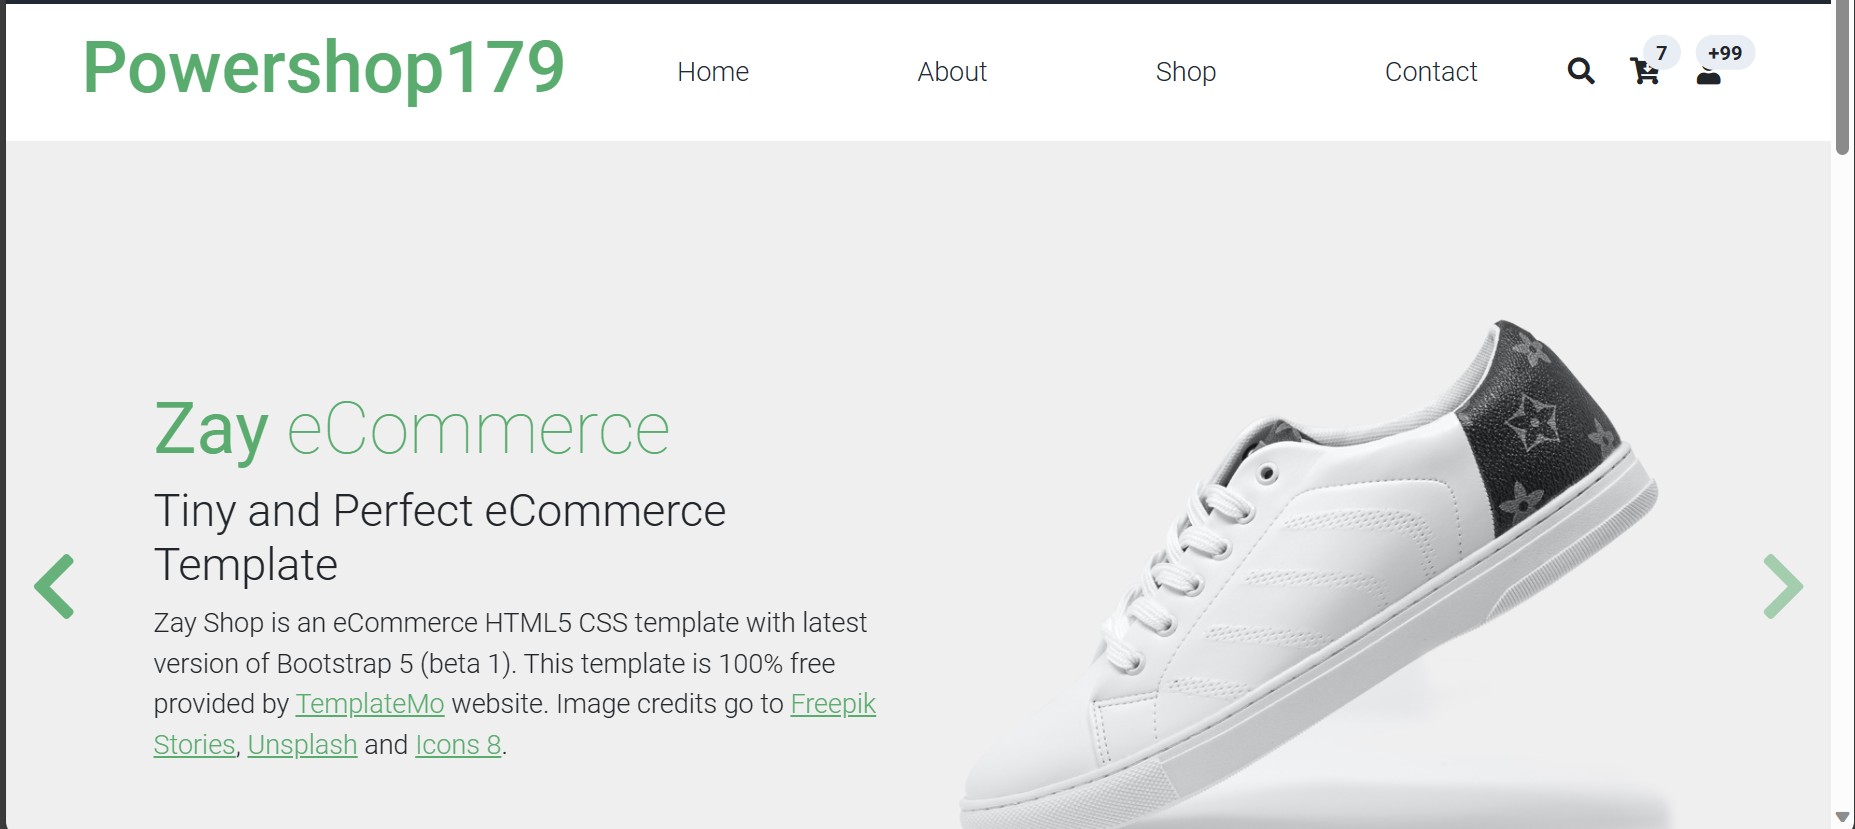 Powershop179
Home About Shop Contact 7 +99
Zay eCommerce
Tiny and Perfect eCommerce
Template
Zay Shop is an eCommerce HTML5 CSS template with latest
version of Bootstrap 5 (beta 1). This template is 100% free
provided by TemplateMo website. Image credits go to Freepik
Stories, Unsplash and Icons 8.